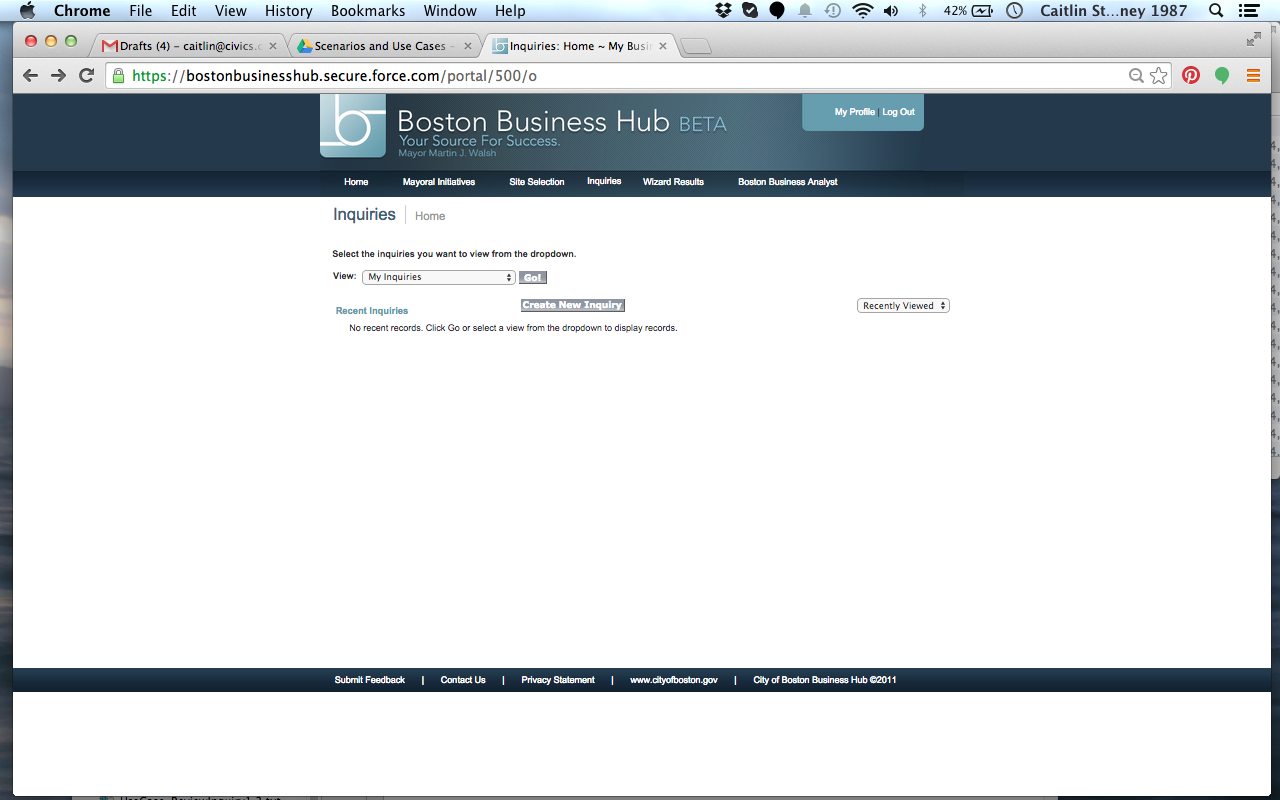 Chrome File Edit View History Bookmarks Window Help 42% Caitlin St...ney 1987
Drafts (4) – caitlin@civics. Scenarios and Use Cases – Inquiries: Home ~ My Busin
https://bostonbusinesshub.secure.force.com/portal/500/o
Boston Business Hub BETA
Your Source For Success.
Mayor Martin J. Walsh
My Profile | Log Out
Home Mayoral Initiatives Site Selection Inquiries Wizard Results Boston Business Analyst
Inquiries Home
Select the inquiries you want to view from the dropdown.
View: My Inquiries Go!
Recent Inquiries Create New Inquiry Recently Viewed
No recent records. Click Go or select a view from the dropdown to display records.
Submit Feedback | Contact Us | Privacy Statement | www.cityofboston.gov | City of Boston Business Hub ©2011